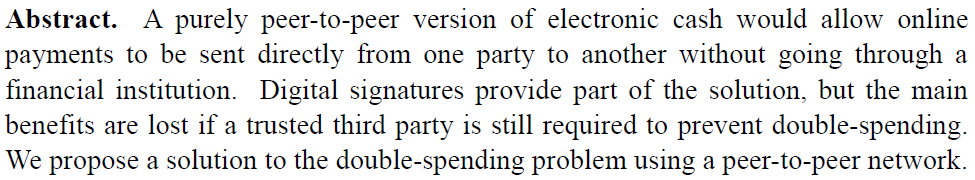 Abstract. A purely peer-to-peer version of electronic cash would allow online
payments to be sent directly from one party to another without going through a
financial institution. Digital signatures provide part of the solution, but the main
benefits are lost if a trusted third party is still required to prevent double-spending.
We propose a solution to the double-spending problem using a peer-to-peer network.